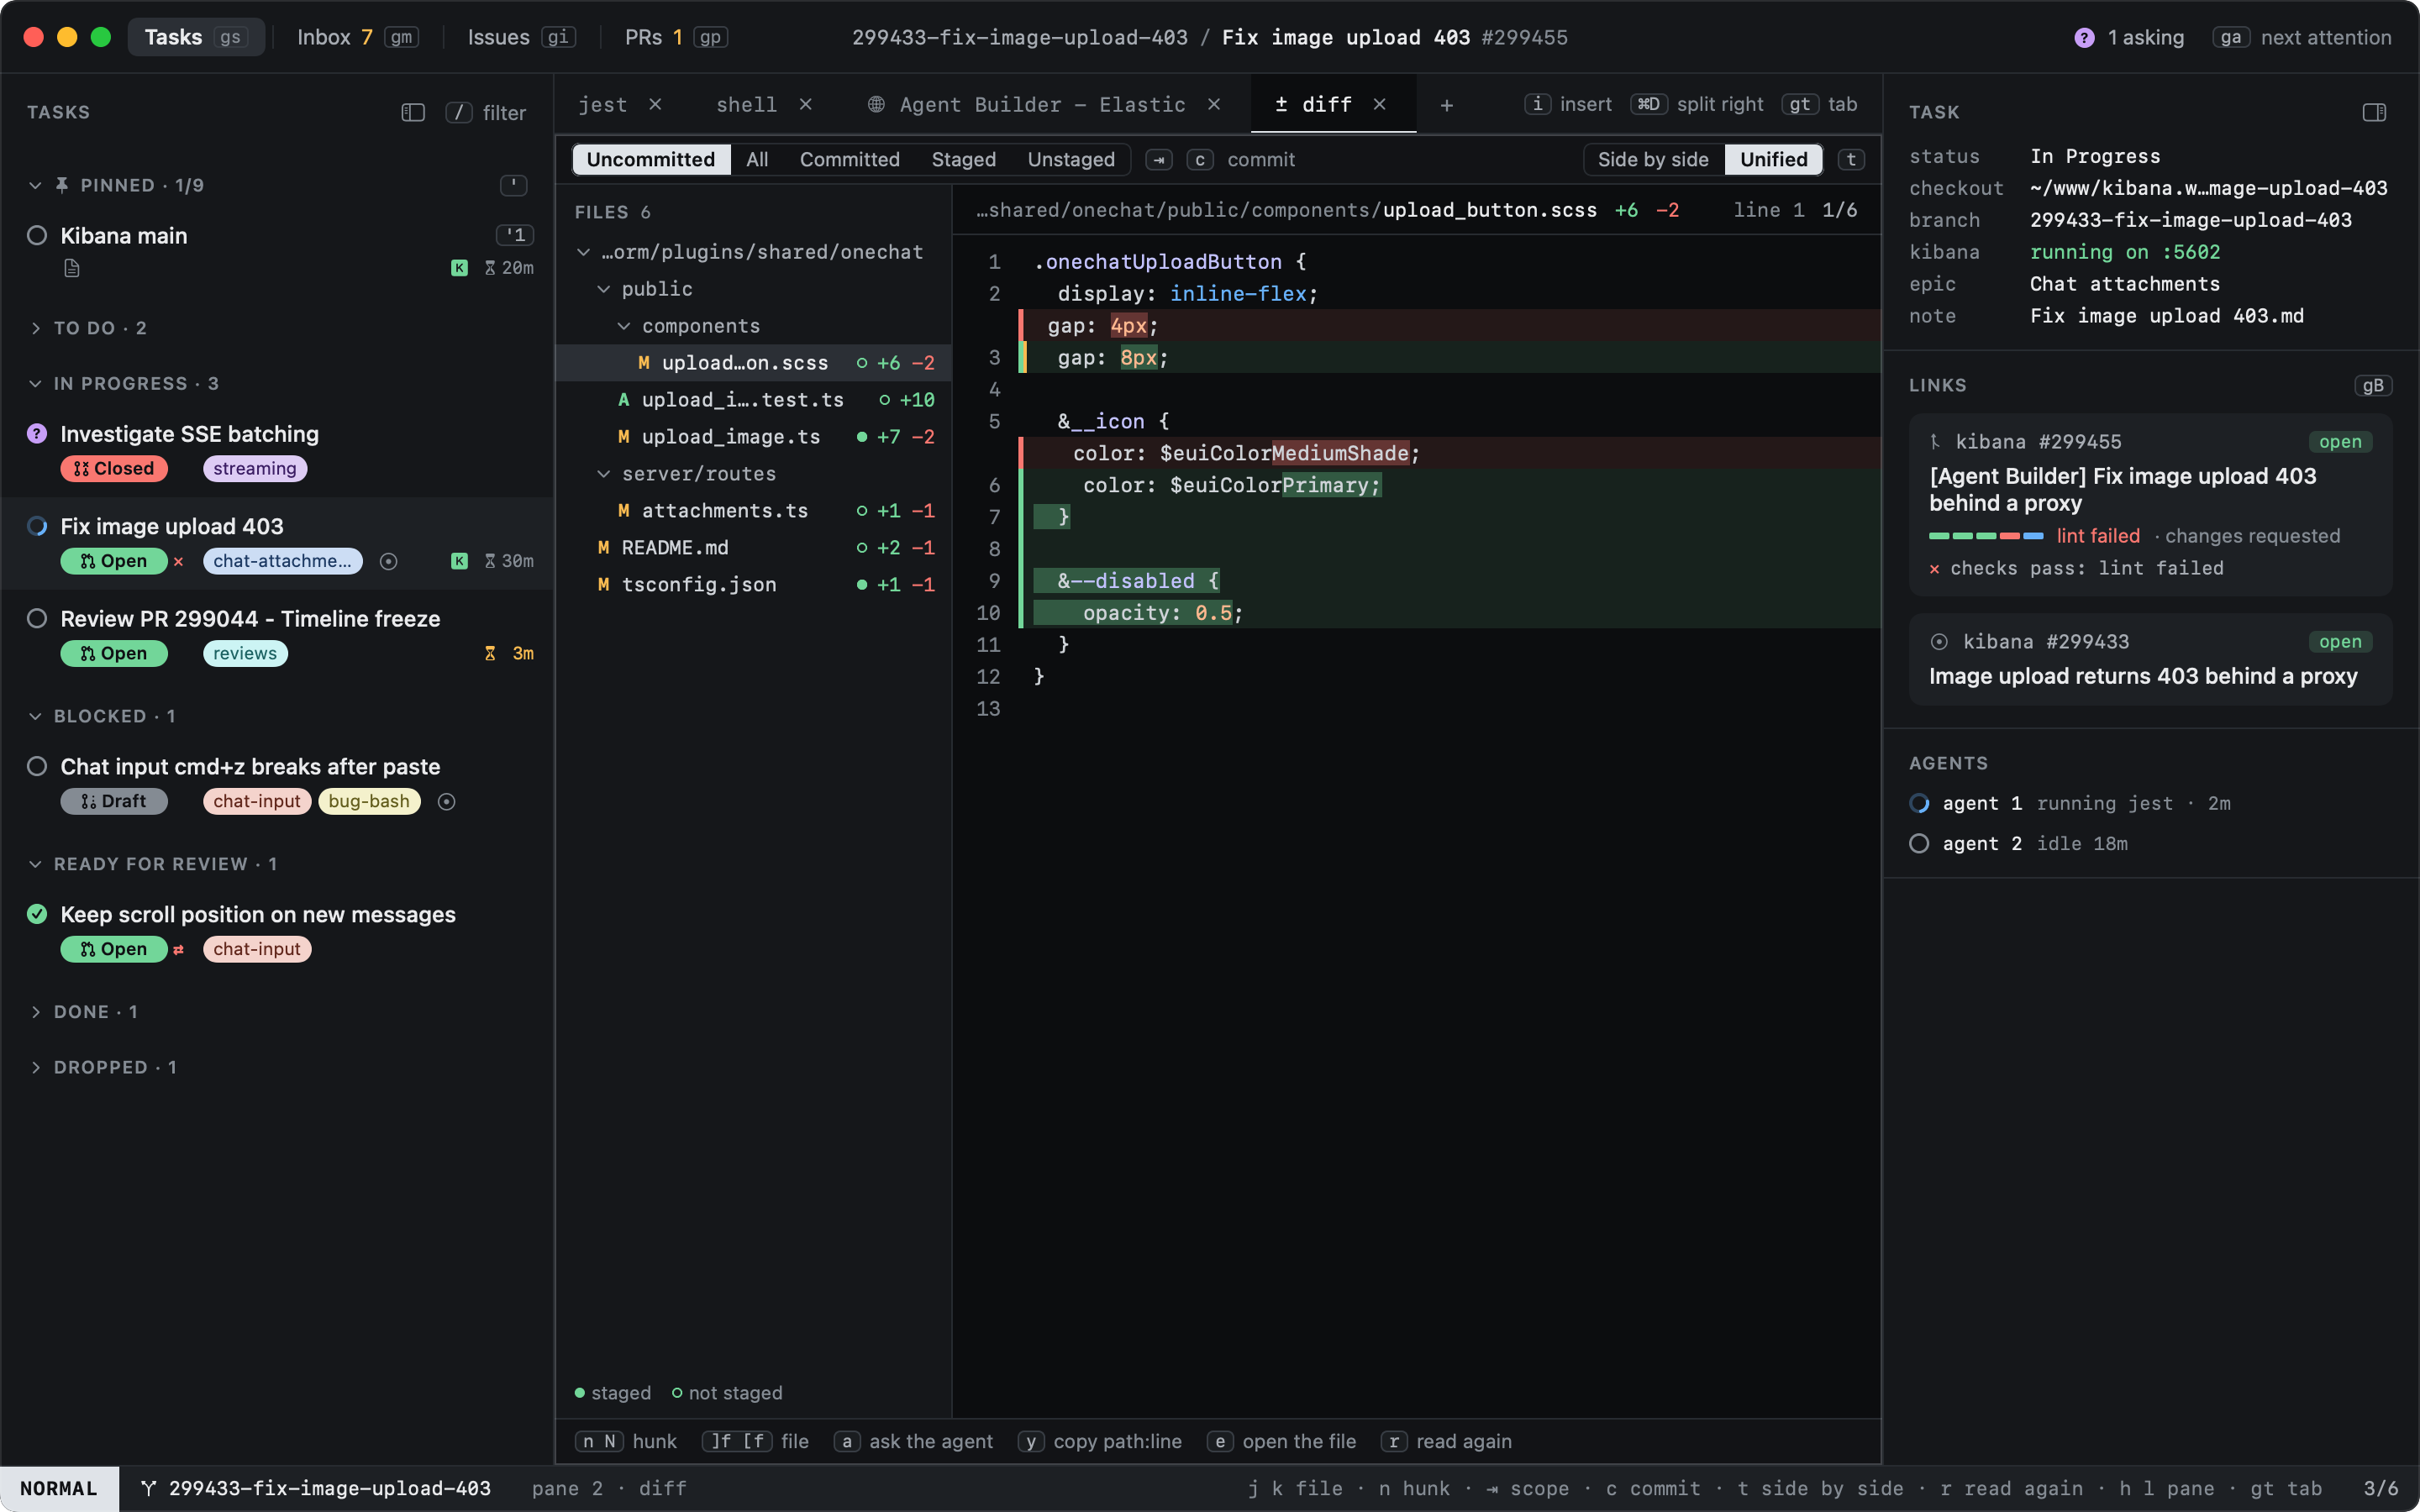 Tasks gs Inbox 7 gm Issues gi PRs 1 gp 299433-fix-image-upload-403 / Fix image upload 403 #299455 ? 1 asking ga next attention
TASKS / filter
PINNED · 1/9 '
Kibana main '1
K 20m
TO DO · 2
IN PROGRESS · 3
? Investigate SSE batching
Closed streaming
Fix image upload 403
Open × chat-attachme... K 30m
Review PR 299044 - Timeline freeze
Open reviews 3m
BLOCKED · 1
Chat input cmd+z breaks after paste
Draft chat-input bug-bash
READY FOR REVIEW · 1
Keep scroll position on new messages
Open ⇄ chat-input
DONE · 1
DROPPED · 1
jest × shell × Agent Builder – Elastic × ± diff × + i insert ⌘D split right gt tab
Uncommitted All Committed Staged Unstaged ⇥ c commit Side by side Unified t
FILES 6
…orm/plugins/shared/onechat
public
components
M upload…on.scss +6 −2
A upload_i….test.ts +10
M upload_image.ts +7 −2
server/routes
M attachments.ts +1 −1
M README.md +2 −1
M tsconfig.json +1 −1
staged not staged
…shared/onechat/public/components/upload_button.scss +6 −2 line 1 1/6
1 .onechatUploadButton {
2 display: inline-flex;
gap: 4px;
3 gap: 8px;
4
5 &__icon {
color: $euiColorMediumShade;
6 color: $euiColorPrimary;
7 }
8
9 &--disabled {
10 opacity: 0.5;
11 }
12 }
13
n N hunk ]f [f file a ask the agent y copy path:line e open the file r read again
TASK
status In Progress
checkout ~/www/kibana.w…mage-upload-403
branch 299433-fix-image-upload-403
kibana running on :5602
epic Chat attachments
note Fix image upload 403.md
LINKS gB
kibana #299455 open
[Agent Builder] Fix image upload 403
behind a proxy
lint failed · changes requested
× checks pass: lint failed
kibana #299433 open
Image upload returns 403 behind a proxy
AGENTS
agent 1 running jest · 2m
agent 2 idle 18m
NORMAL 299433-fix-image-upload-403 pane 2 · diff j k file · n hunk · ⇥ scope · c commit · t side by side · r read again · h l pane · gt tab 3/6